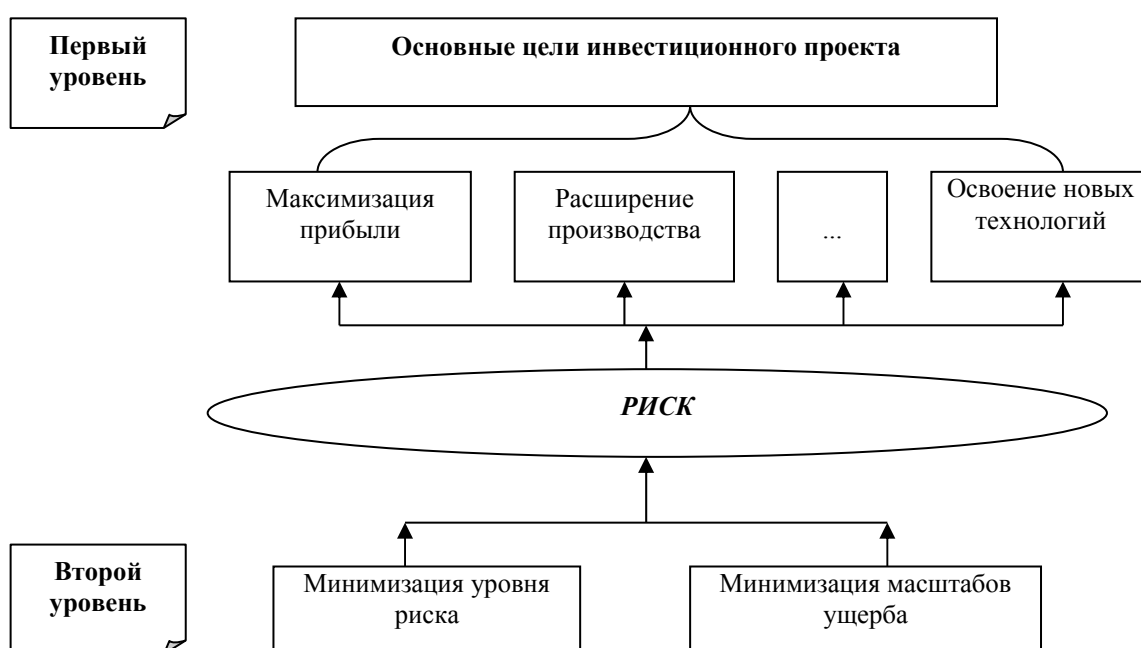 Первый
уровень
Основные цели инвестиционного проекта
Максимизация
прибыли
Расширение
производства
...
Освоение новых
технологий
РИСК
Второй
уровень
Минимизация уровня
риска
Минимизация масштабов
ущерба